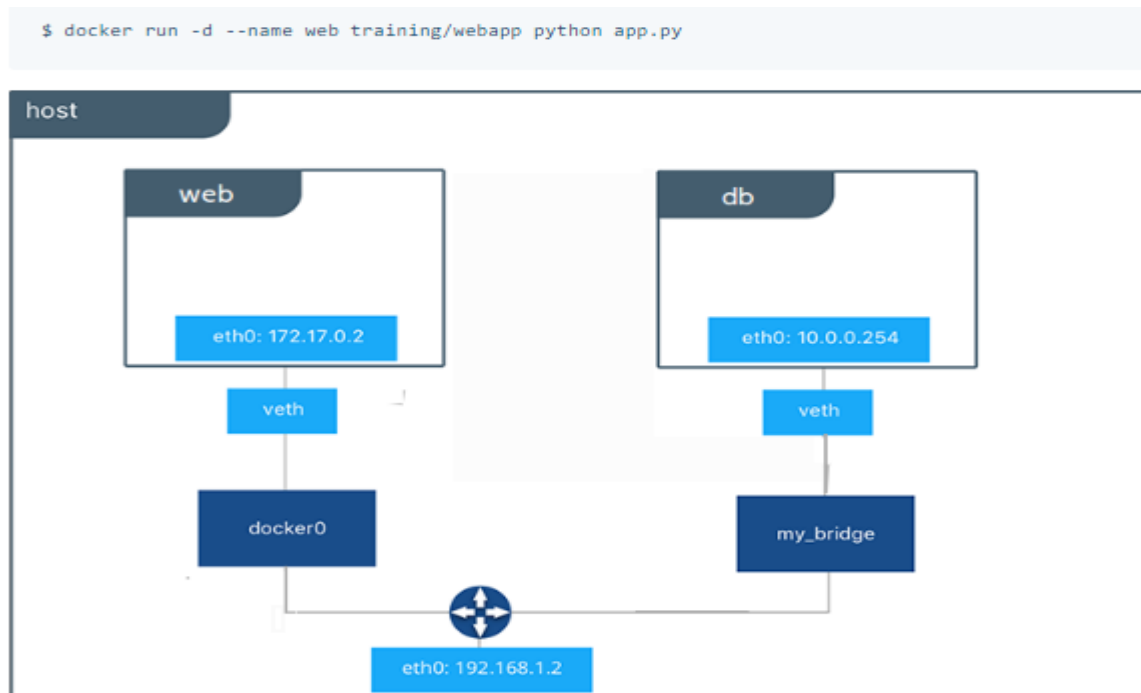 $ docker run -d --name web training/webapp python app.py
host
web
db
eth0: 172.17.0.2
eth0: 10.0.0.254
veth
veth
docker0
my_bridge
eth0: 192.168.1.2